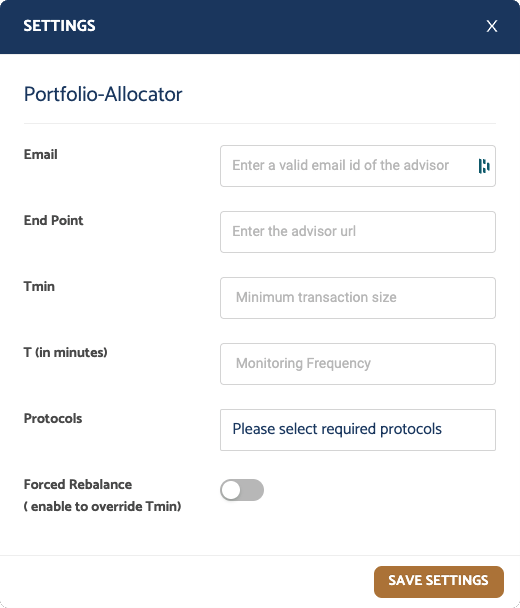 SETTINGS X
Portfolio-Allocator
Email
Enter a valid email id of the advisor
End Point
Enter the advisor url
Tmin
Minimum transaction size
T (in minutes)
Monitoring Frequency
Protocols
Please select required protocols
Forced Rebalance
( enable to override Tmin)
SAVE SETTINGS